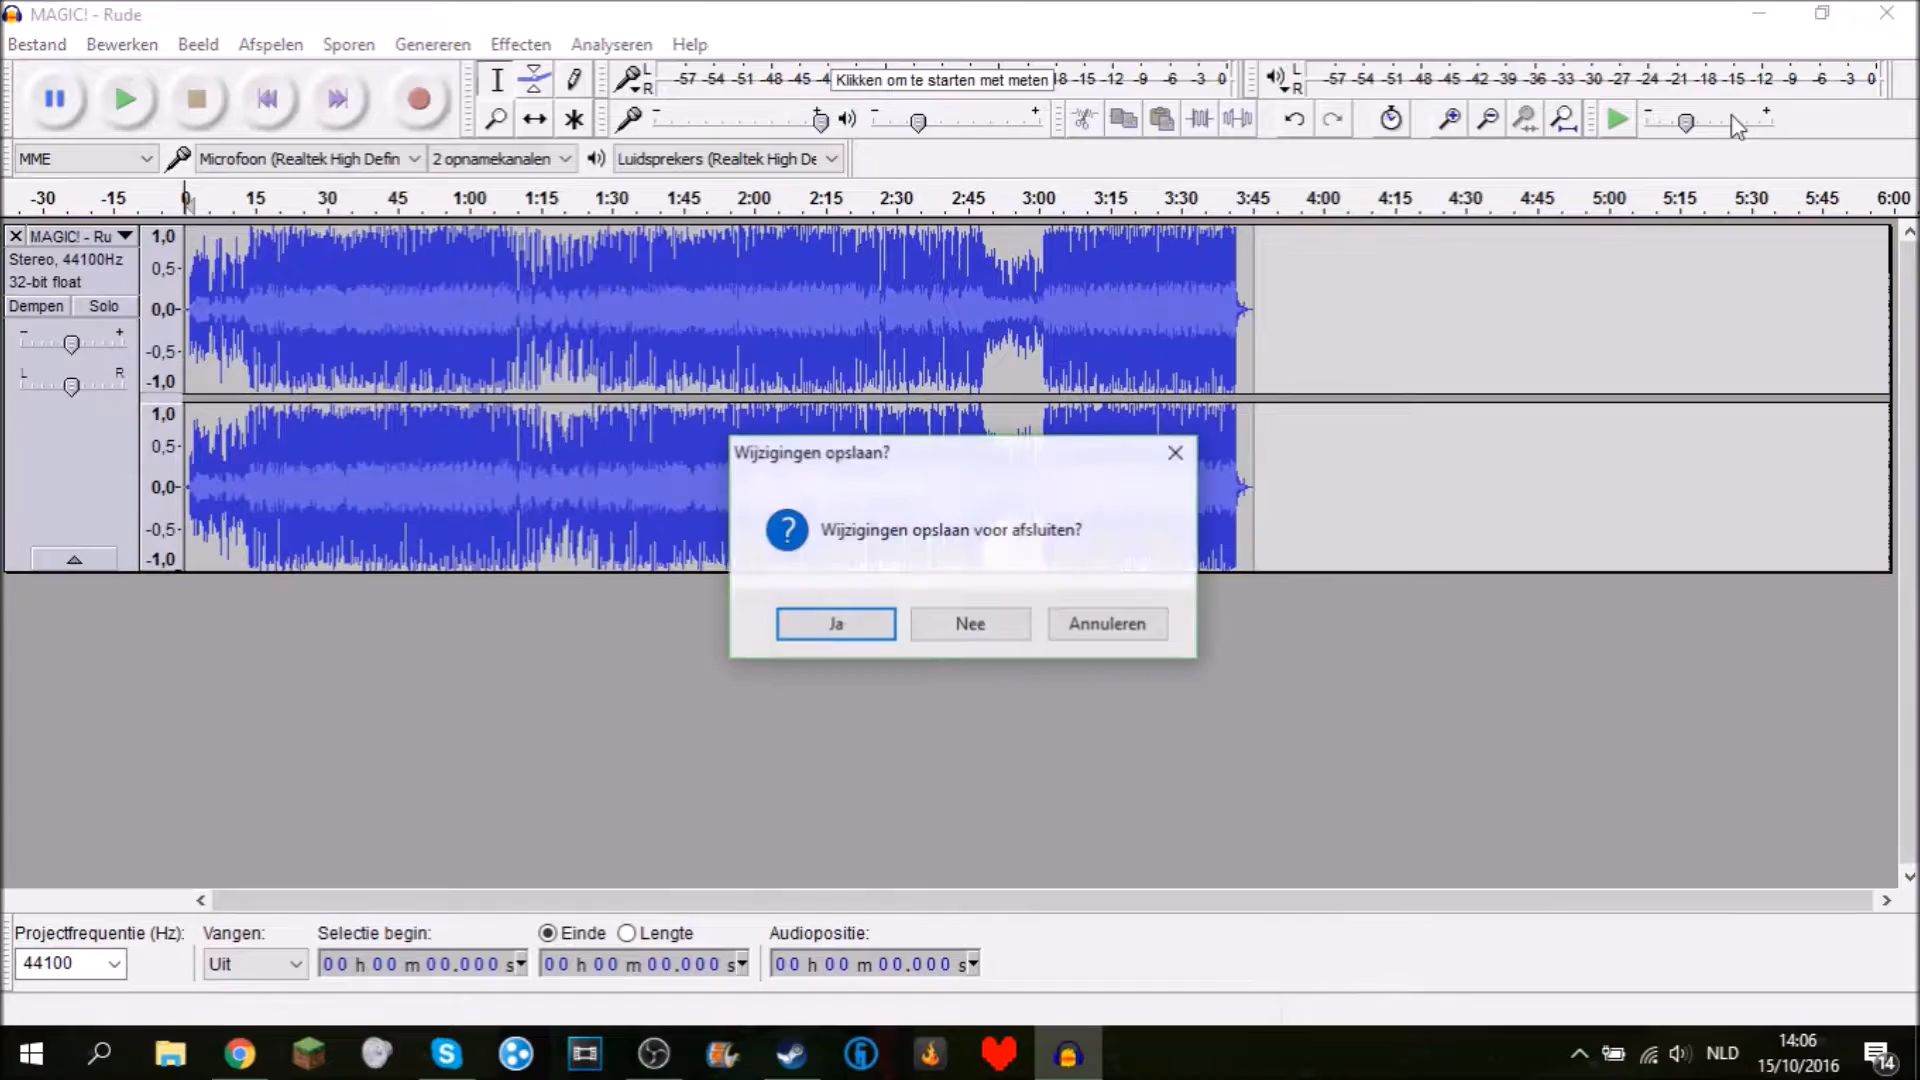 MAGIC! - Rude
Bestand Bewerken Beeld Afspelen Sporen Genereren Effecten Analyseren Help
L
R
-57 -54 -51 -48 -45 -4
Klikken om te starten met meten
18 -15 -12 -9 -6 -3 0
L
R
-57 -54 -51 -48 -45 -42 -39 -36 -33 -30 -27 -24 -21 -18 -15 -12 -9 -6 -3 0
- + - + - +
MME
Microfoon (Realtek High Defin
2 opnamekanalen
Luidsprekers (Realtek High De
-30 -15 0 15 30 45 1:00 1:15 1:30 1:45 2:00 2:15 2:30 2:45 3:00 3:15 3:30 3:45 4:00 4:15 4:30 4:45 5:00 5:15 5:30 5:45 6:00
MAGIC! - Ru
Stereo, 44100Hz
32-bit float
Dempen Solo
- +
L R
1,0
0,5-
0,0-
-0,5-
-1,0
1,0
0,5-
0,0-
-0,5-
-1,0
Wijzigingen opslaan?
?
Wijzigingen opslaan voor afsluiten?
Ja Nee Annuleren
Projectfrequentie (Hz): Vangen: Selectie begin: Einde Lengte Audiopositie:
44100 Uit 00 h 00 m 00.000 s 00 h 00 m 00.000 s 00 h 00 m 00.000 s
NLD
14:06
15/10/2016
14